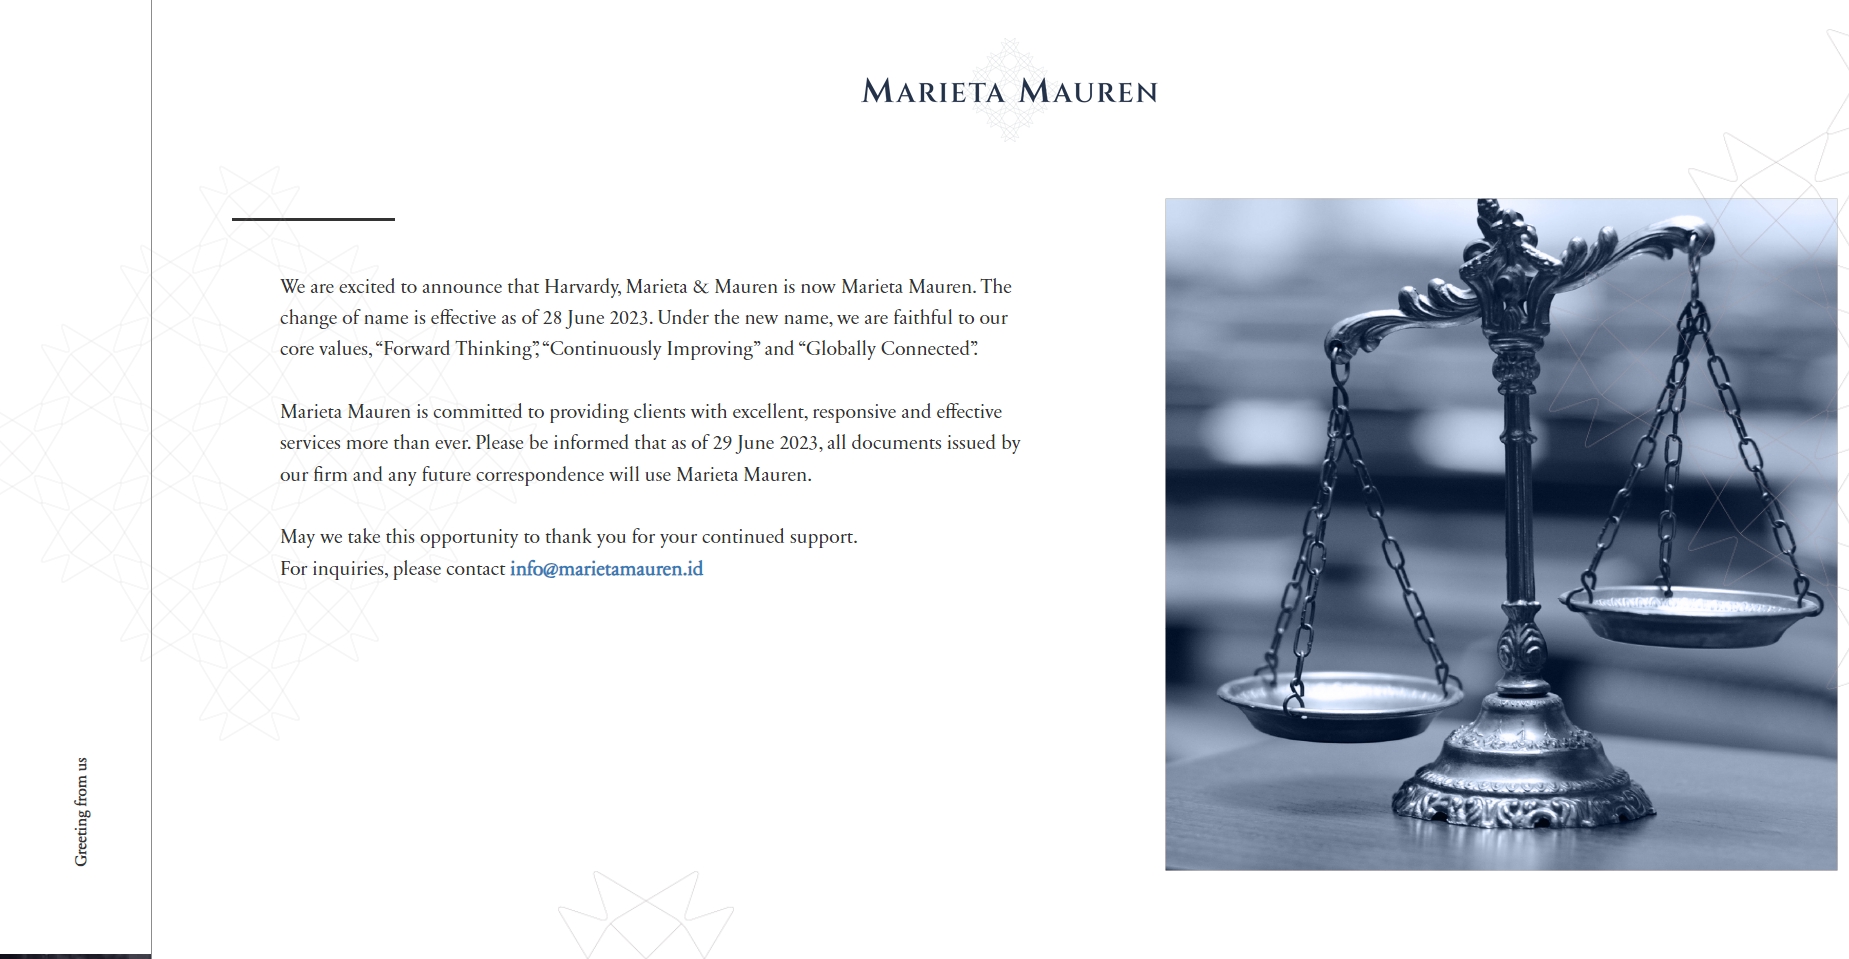 MARIETA MAUREN
We are excited to announce that Harvardy, Marieta & Mauren is now Marieta Mauren. The
change of name is effective as of 28 June 2023. Under the new name, we are faithful to our
core values, “Forward Thinking”, “Continuously Improving” and “Globally Connected”.
Marieta Mauren is committed to providing clients with excellent, responsive and effective
services more than ever. Please be informed that as of 29 June 2023, all documents issued by
our firm and any future correspondence will use Marieta Mauren.
May we take this opportunity to thank you for your continued support.
For inquiries, please contact info@marietamauren.id
Greeting from us